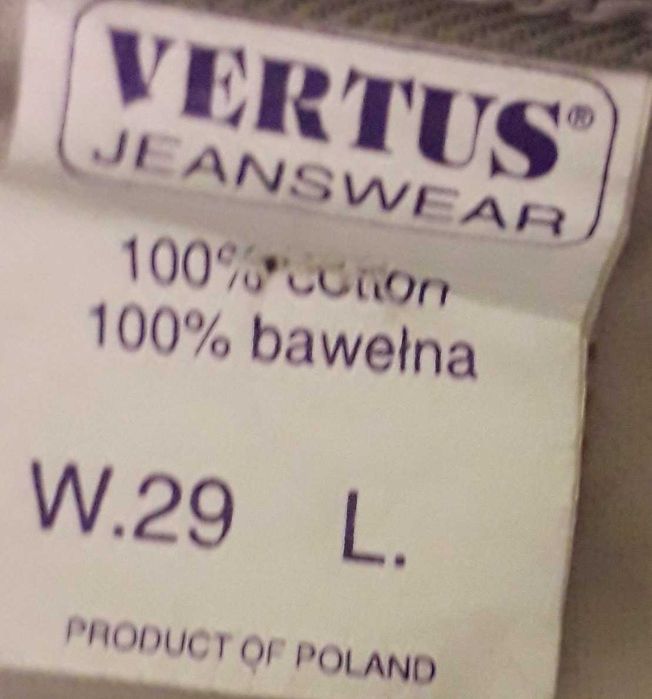 VERTUS®
JEANSWEAR
100% cotton
100% bawełna
W.29 L.
PRODUCT OF POLAND